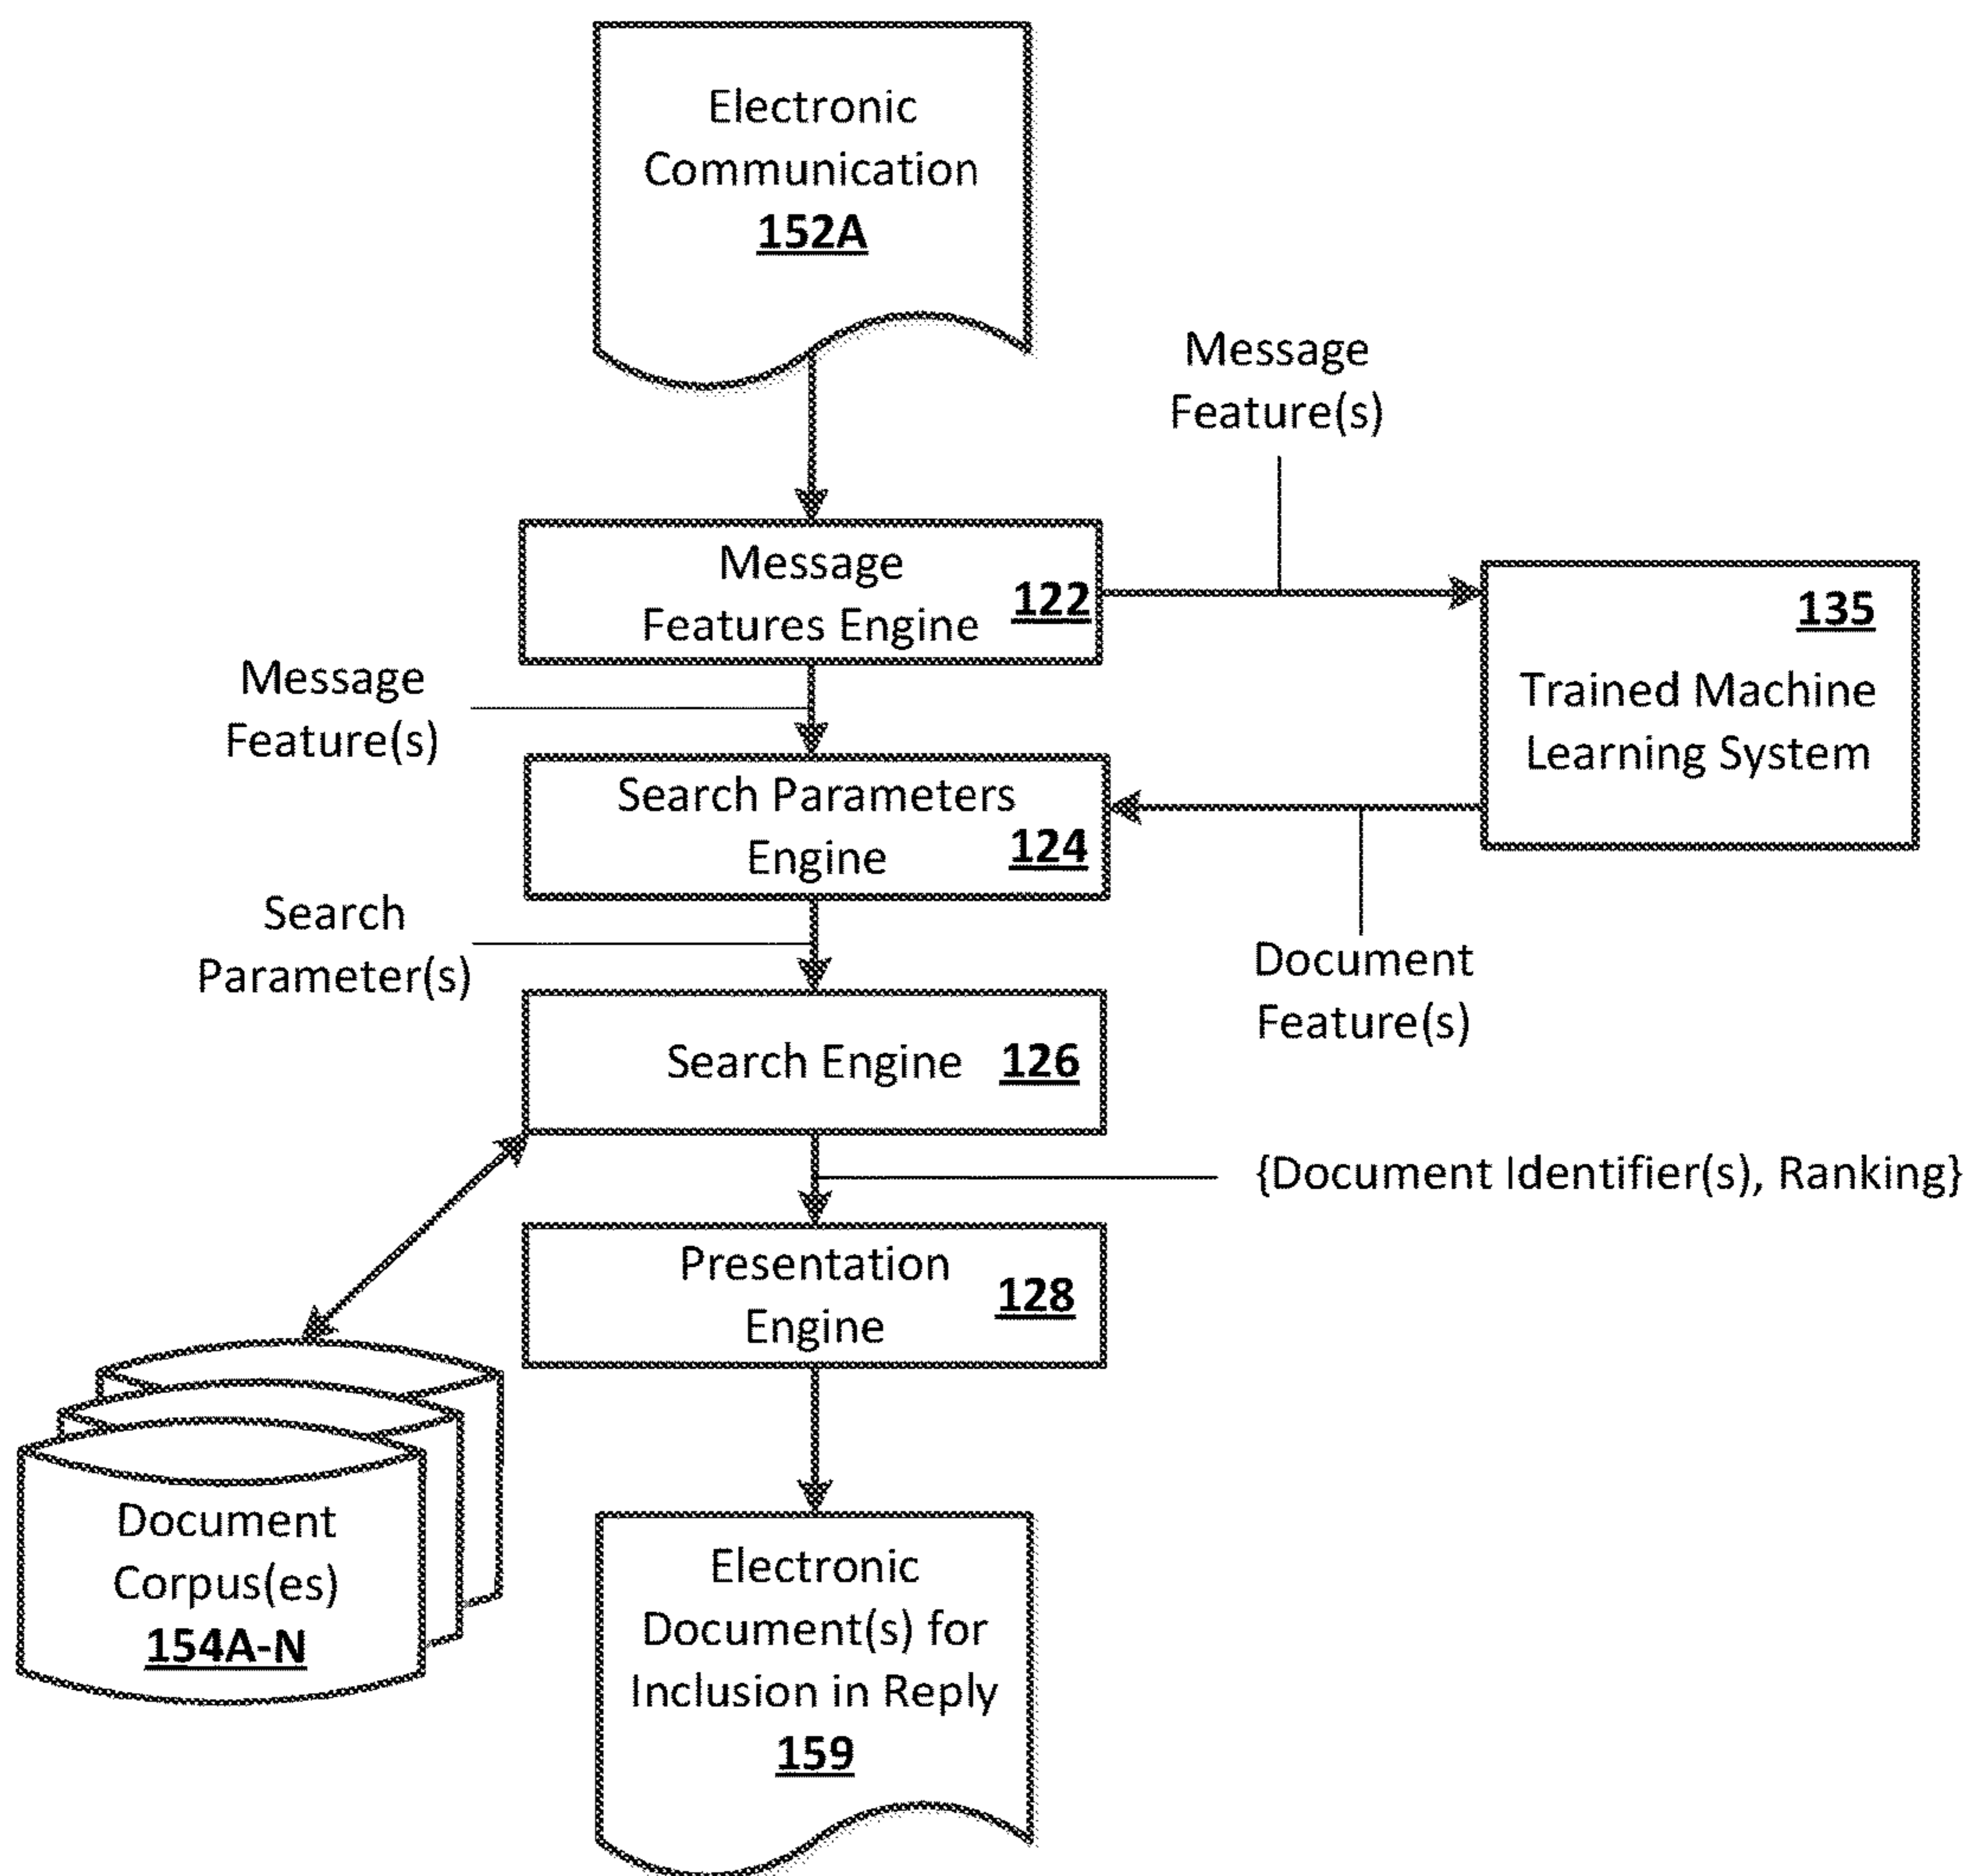 Electronic
Communication
152A
Message
Feature(s)
Message
Features Engine
122
135
Trained Machine
Learning System
Message
Feature(s)
Search Parameters
Engine
124
Search
Parameter(s)
Document
Feature(s)
Search Engine 126
{Document Identifier(s), Ranking}
Presentation
Engine
128
Document
Corpus(es)
154A-N
Electronic
Document(s) for
Inclusion in Reply
159